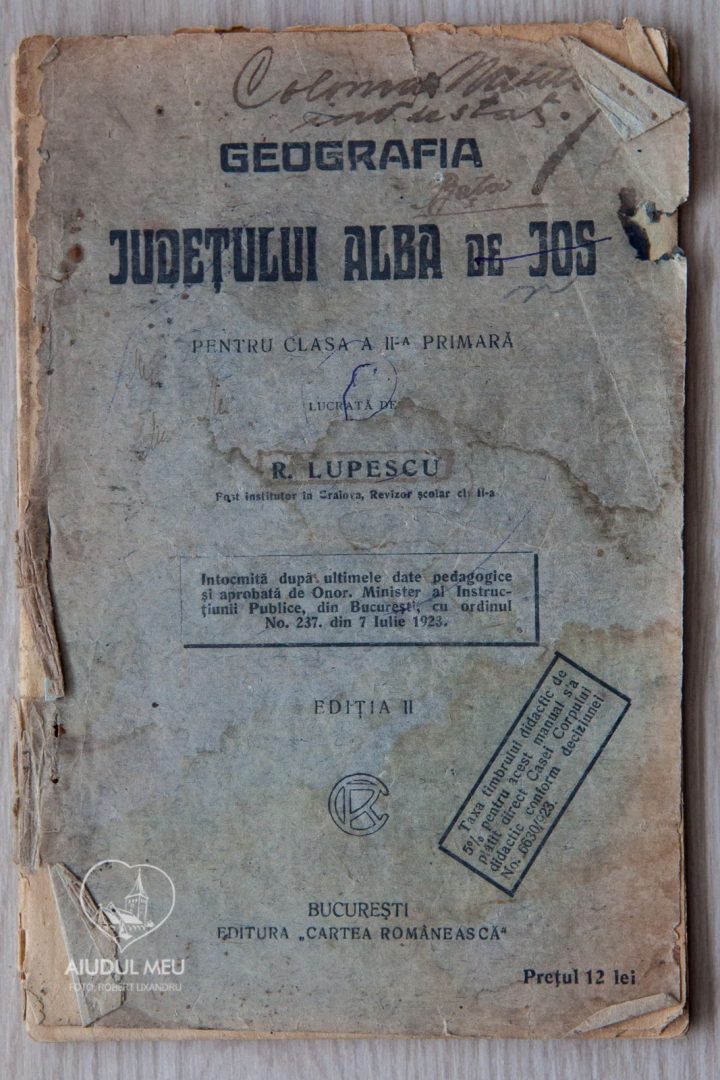 GEOGRAFIA
JUDEȚULUI ALBA DE JOS
PENTRU CLASA A II-A PRIMARĂ
LUCRATĂ DE
R. LUPESCU
Fost institutor în Craiova, Revizor școlar cl. II-a
Intocmită după ultimele date pedagogice
și aprobată de Onor. Minister al Instruc-
țiunii Publice, din București, cu ordinul
No. 237. din 7 Iulie 1923.
EDIȚIA II
Taxa timbrului didactic de
5% pentru acest manual s'a
plătit direct Casei Corpului
didactic conform deciziunei
No. 6630/923.
BUCUREȘTI
EDITURA „CARTEA ROMÂNEASCĂ“
Prețul 12 lei
AIUDUL MEU
FOTO: ROBERT LIXANDRU